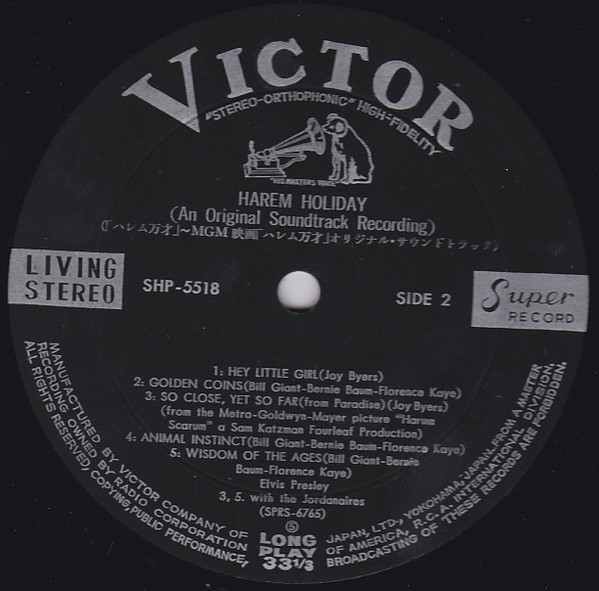 VICTOR
"STEREO-ORTHOPHONIC" HIGH-FIDELITY
"HIS MASTER'S VOICE"
HAREM HOLIDAY
(An Original Soundtrack Recording)
(「ハレム万才」~MGM 映画「ハレム万才」オリジナル・サウンドトラック)
LIVING
STEREO
SHP-5518
SIDE 2
Super
RECORD
1: HEY LITTLE GIRL(Joy Byers)
2: GOLDEN COINS(Bill Giant-Bernie Baum-Florence Kaye)
3: SO CLOSE, YET SO FAR(from Paradise)(Joy Byers)
(from the Metro-Goldwyn-Mayer picture "Harum
Scarum" a Sam Katzman Fourleaf Production)
4: ANIMAL INSTINCT(Bill Giant-Bernie Baum-Florence Kaye)
5: WISDOM OF THE AGES(Bill Giant-Bernie
Baum-Florence Kaye)
Elvis Presley
3, 5. with the Jordanaires
(SPRS-6765)
Ⓢ
LONG
PLAY
33 1/3
MANUFACTURED BY VICTOR COMPANY OF
JAPAN, LTD., YOKOHAMA, JAPAN, FROM A MASTER
RECORDING OWNED BY RADIO CORPORATION
OF AMERICA, R.C.A. INTERNATIONAL DIVISION.
ALL RIGHTS RESERVED, COPYING, PUBLIC PERFORMANCE,
BROADCASTING OF THESE RECORDS ARE FORBIDDEN.